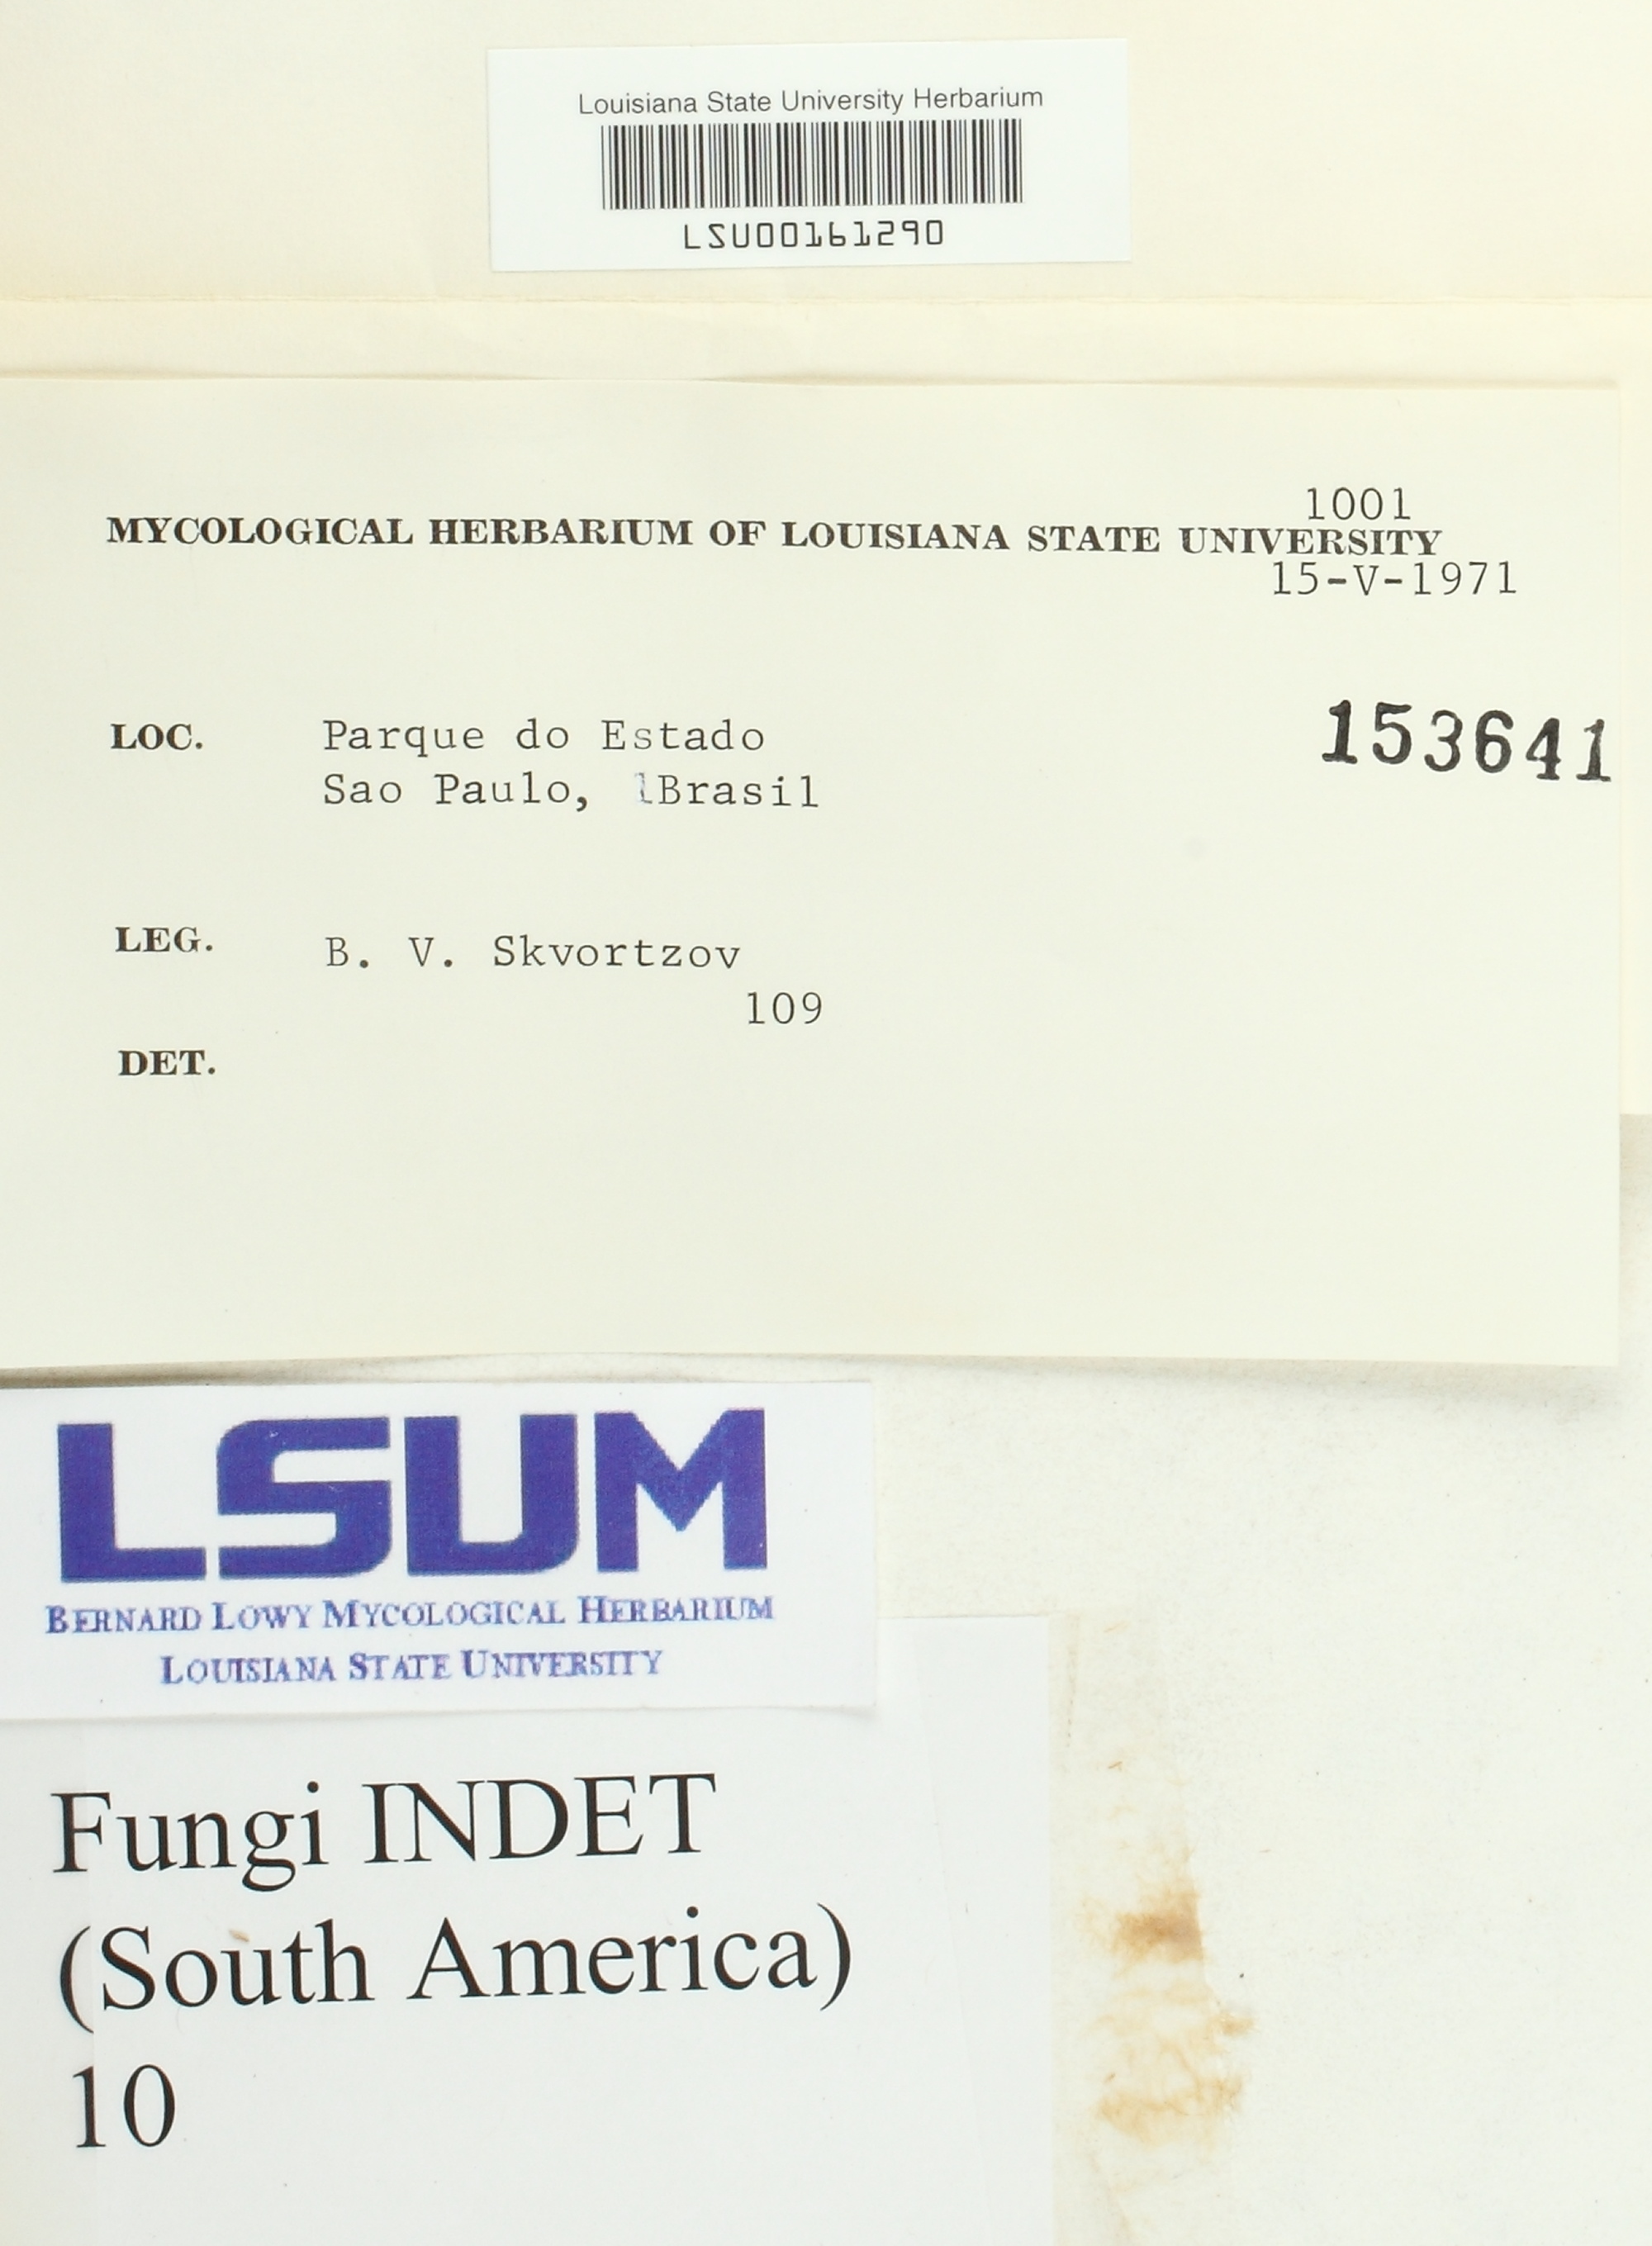 Louisiana State University Herbarium
LSU00161290
1001
MYCOLOGICAL HERBARIUM OF LOUISIANA STATE UNIVERSITY
15-V-1971
LOC. Parque do Estado
153641
Sao Paulo, Brasil
LEG. B. V. Skvortzov
109
DET.
LSUM
BERNARD LOWY MYCOLOGICAL HERBARIUM
LOUISIANA STATE UNIVERSITY
Fungi INDET
(South America)
10